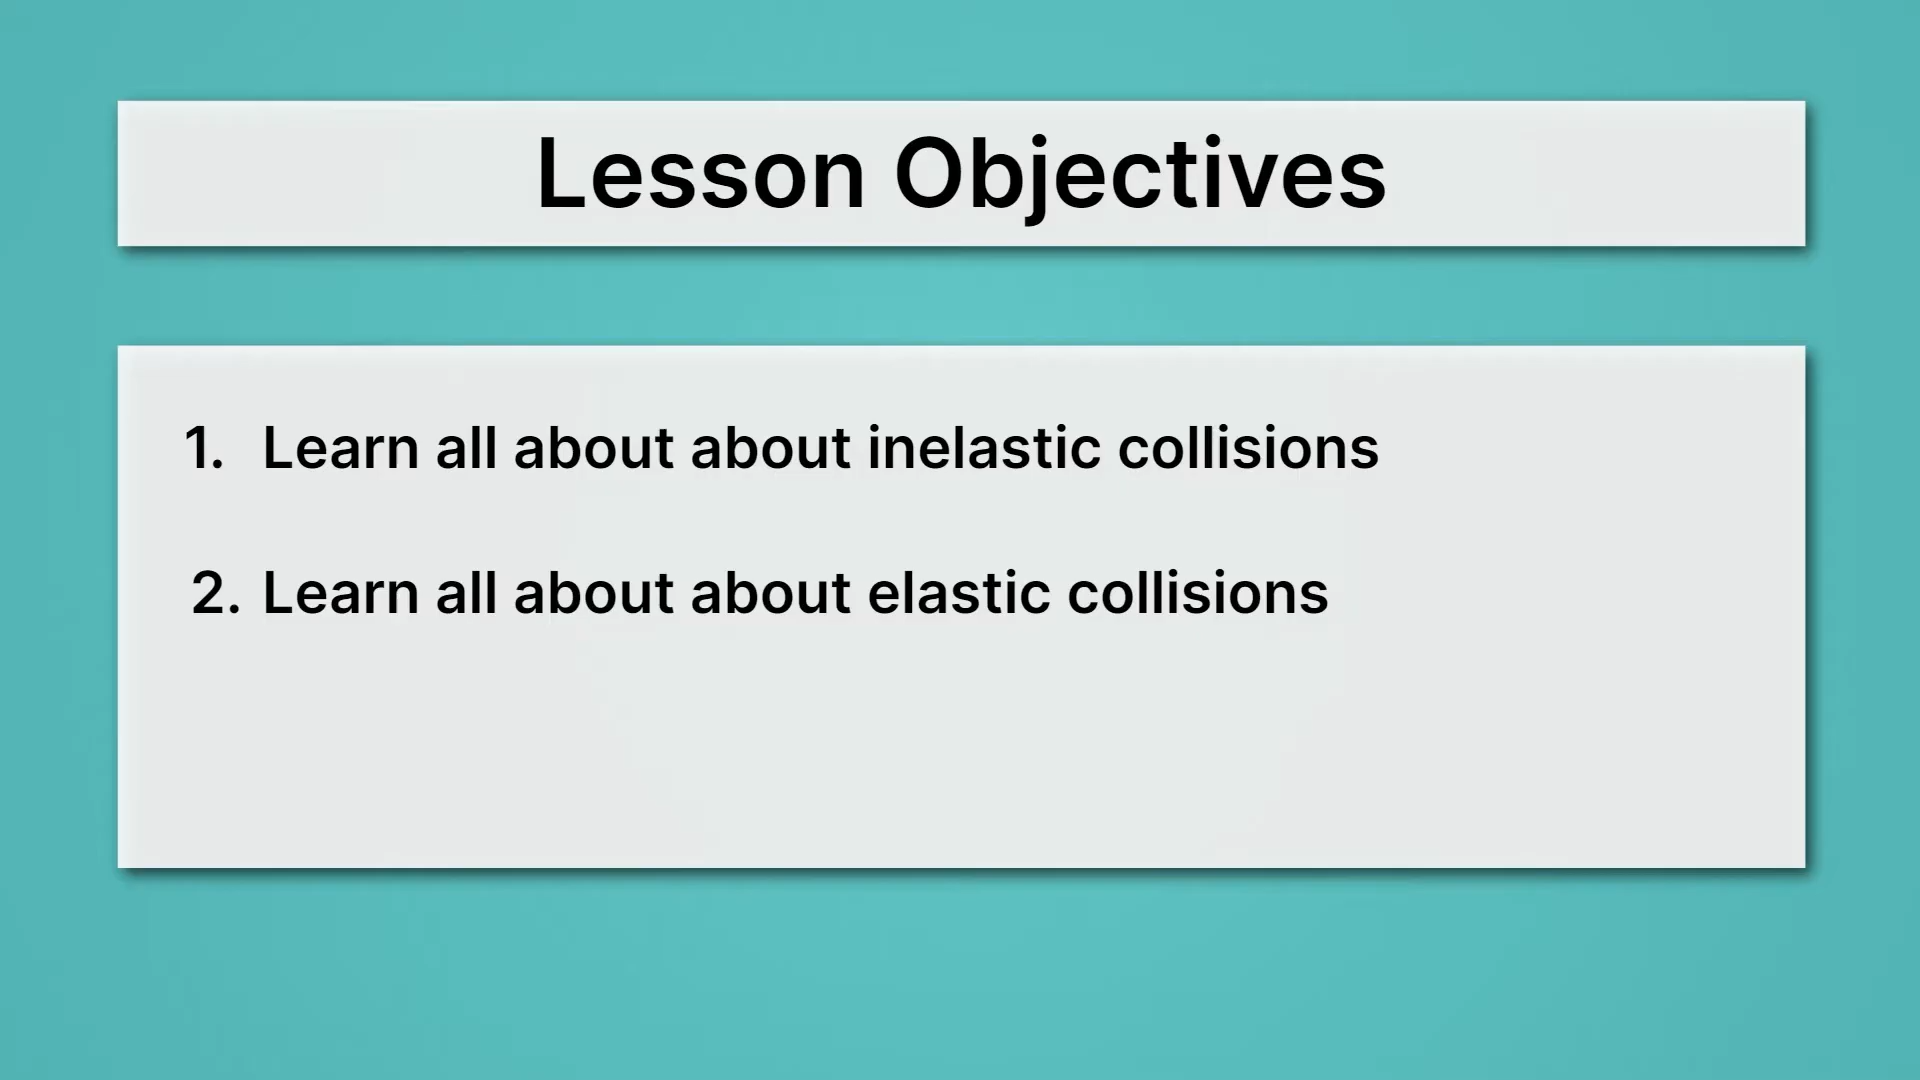 Lesson Objectives
1. Learn all about about inelastic collisions
2. Learn all about about elastic collisions